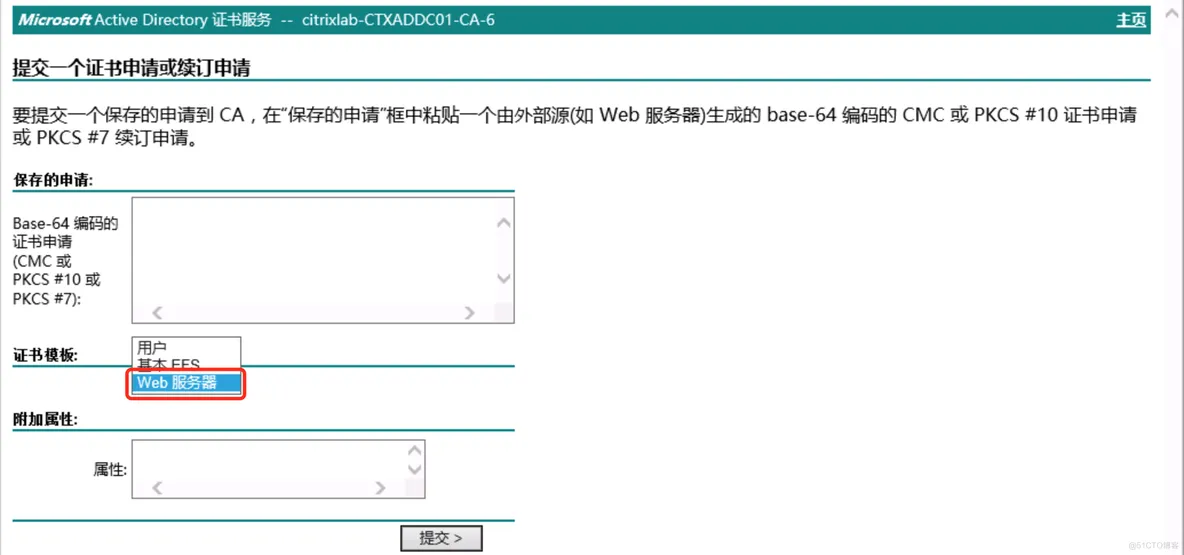 Microsoft Active Directory 证书服务 -- citrixlab-CTXADDC01-CA-6 主页
提交一个证书申请或续订申请
要提交一个保存的申请到 CA，在“保存的申请”框中粘贴一个由外部源(如 Web 服务器)生成的 base-64 编码的 CMC 或 PKCS #10 证书申请
或 PKCS #7 续订申请。
保存的申请:
Base-64 编码的
证书申请
(CMC 或
PKCS #10 或
PKCS #7):
证书模板:
用户
基本 EFS
Web 服务器
附加属性:
属性:
提交 >
@51CTO博客